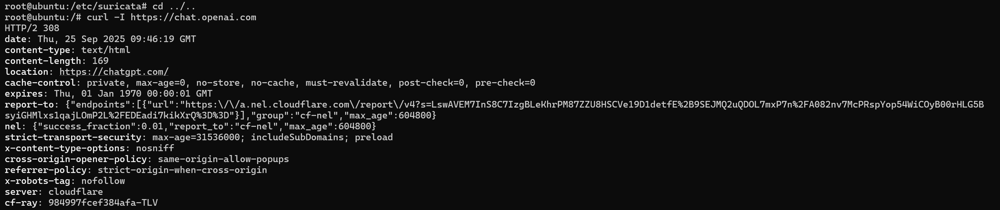 root@ubuntu:/etc/suricata# cd ../..
root@ubuntu:/# curl -I https://chat.openai.com
HTTP/2 308
date: Thu, 25 Sep 2025 09:46:19 GMT
content-type: text/html
content-length: 169
location: https://chatgpt.com/
cache-control: private, max-age=0, no-store, no-cache, must-revalidate, post-check=0, pre-check=0
expires: Thu, 01 Jan 1970 00:00:01 GMT
report-to: {"endpoints":[{"url":"https:\/\/a.nel.cloudflare.com\/report\/v4?s=LswAVEM7InS8C7IzgBLeKhrPM87ZZU8HSCVe19D1detfE%2B9SEJMQ2uQDOL7mxP7n%2FA082nv7McPRspYop54WiCOyB00rHLG5B
syiGHMlxs1qajLOmP2L%2FEDEadi7kikXrQ%3D%3D"}],"group":"cf-nel","max_age":604800}
nel: {"success_fraction":0.01,"report_to":"cf-nel","max_age":604800}
strict-transport-security: max-age=31536000; includeSubDomains; preload
x-content-type-options: nosniff
cross-origin-opener-policy: same-origin-allow-popups
referrer-policy: strict-origin-when-cross-origin
x-robots-tag: nofollow
server: cloudflare
cf-ray: 984997fcef384afa-TLV